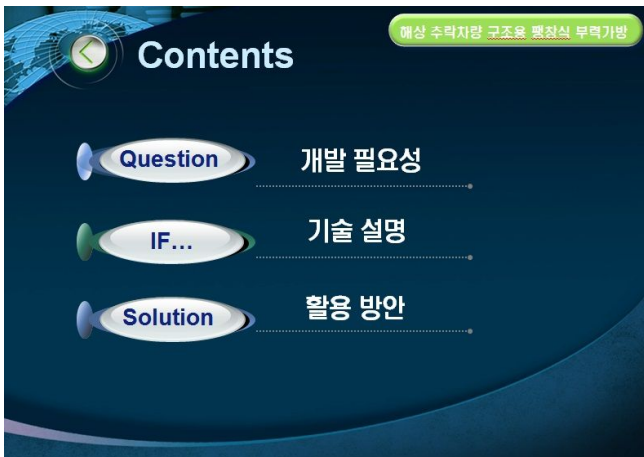 해상 추락차량 구조용 팽창식 부력가방
Contents
Question 개발 필요성
IF... 기술 설명
Solution 활용 방안